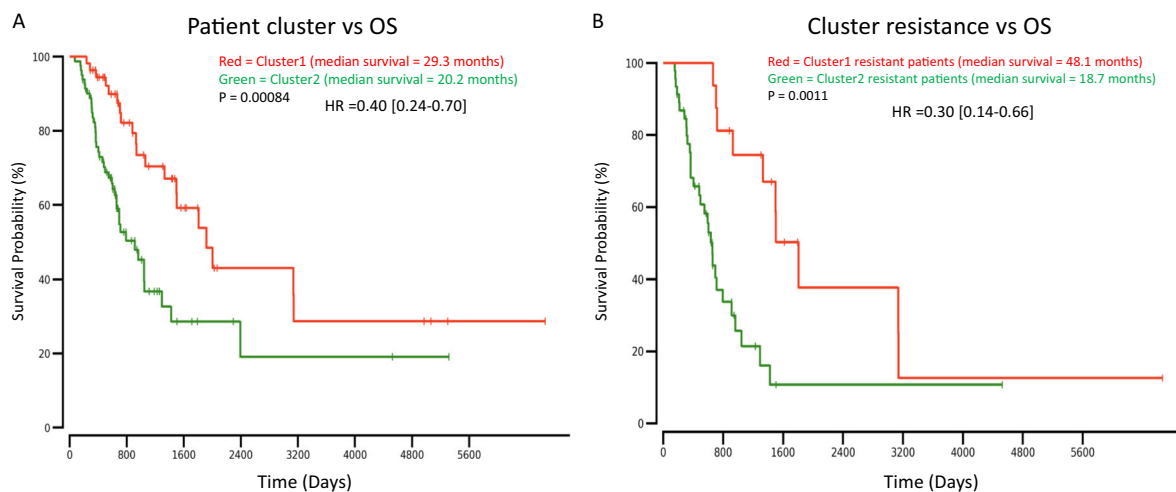 A
Patient cluster vs OS
Red = Cluster1 (median survival = 29.3 months)
Green = Cluster2 (median survival = 20.2 months)
P = 0.00084
HR =0.40 [0.24-0.70]
Survival Probability (%)
100
80
60
40
20
0
0 800 1600 2400 3200 4000 4800 5600
Time (Days)
B
Cluster resistance vs OS
Red = Cluster1 resistant patients (median survival = 48.1 months)
Green = Cluster2 resistant patients (median survival = 18.7 months)
P = 0.0011
HR =0.30 [0.14-0.66]
Survival Probability (%)
100
80
60
40
20
0
0 800 1600 2400 3200 4000 4800 5600
Time (Days)